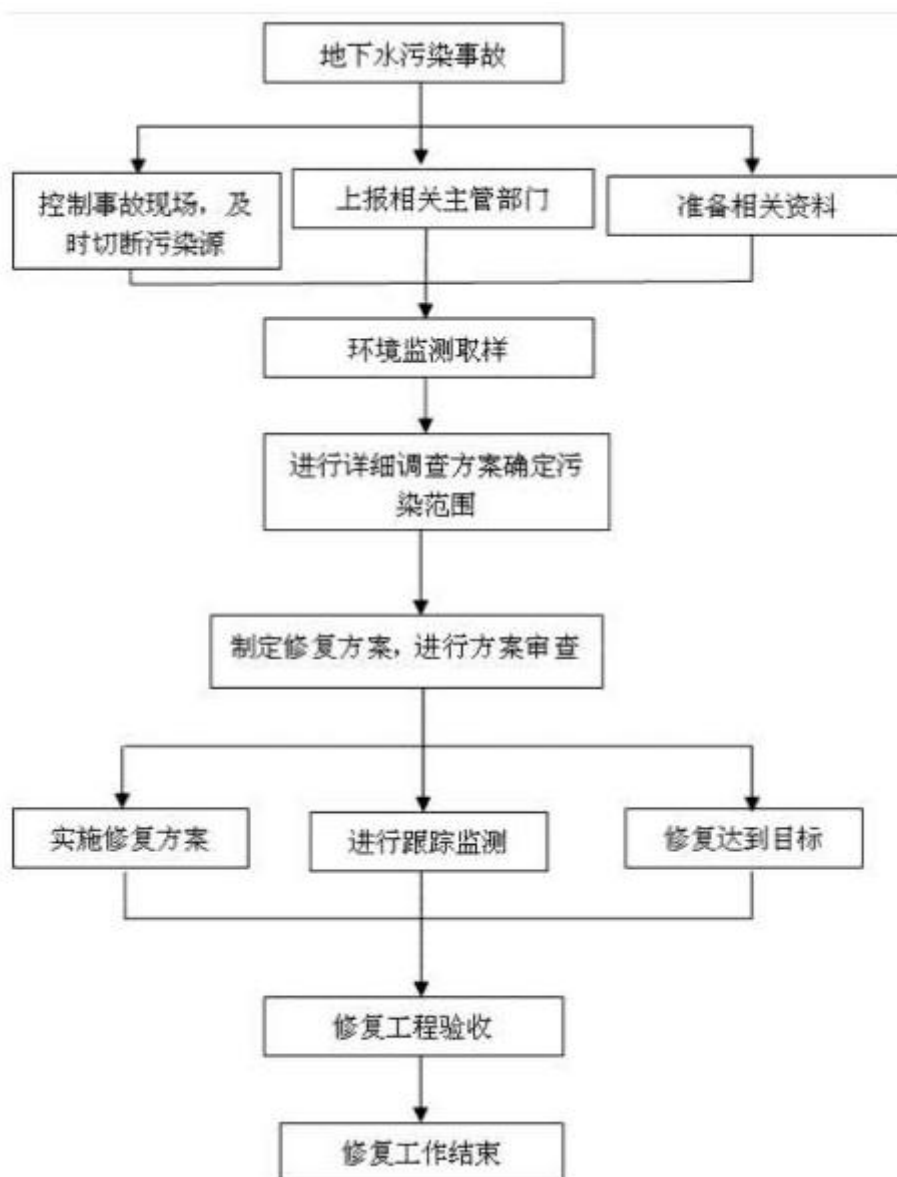 地下水污染事故
控制事故现场，及
时切断污染源
上报相关主管部门
准备相关资料
环境监测取样
进行详细调查方案确定污
染范围
制定修复方案，进行方案审查
实施修复方案
进行跟踪监测
修复达到目标
修复工程验收
修复工作结束